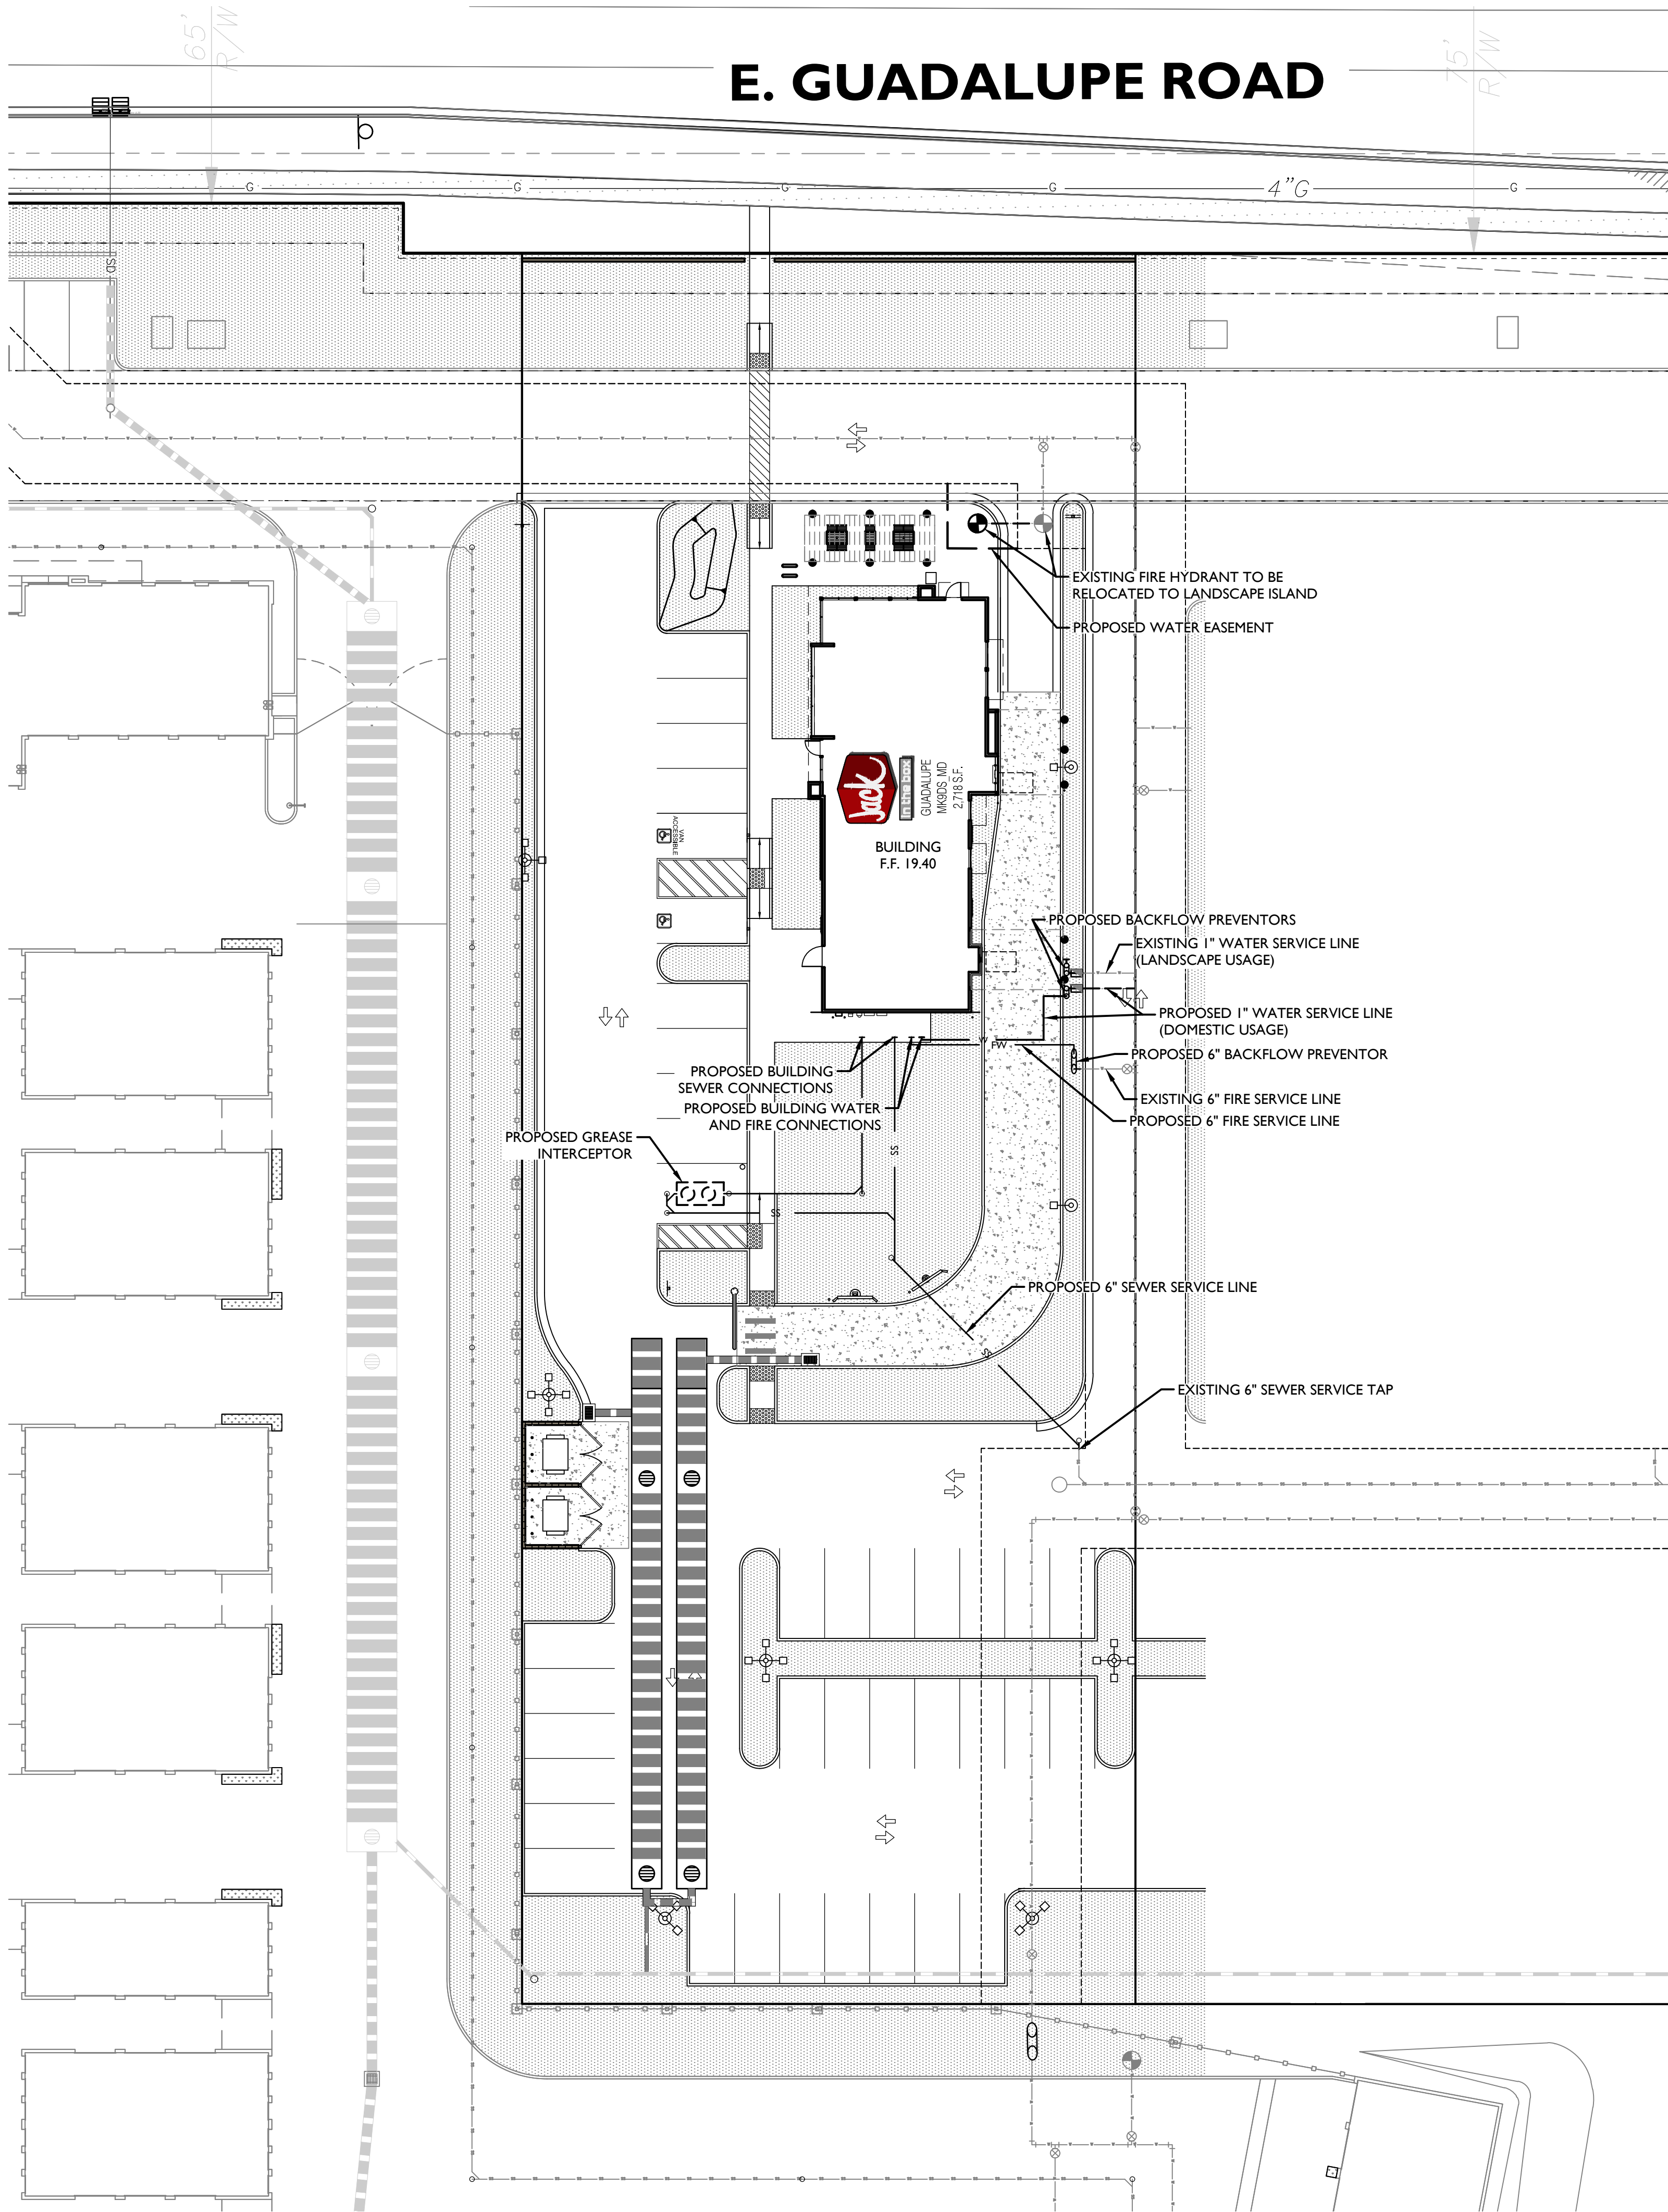 65'
R/W
E. GUADALUPE ROAD
75'
R/W
G
G
G
G
4"G
G
SD
EXISTING FIRE HYDRANT TO BE
RELOCATED TO LANDSCAPE ISLAND
PROPOSED WATER EASEMENT
Jack
in the box
GUADALUPE
MK9DS_MD
2,718 S.F.
VAN
ACCESSIBLE
BUILDING
F.F. 19.40
PROPOSED BACKFLOW PREVENTORS
EXISTING 1" WATER SERVICE LINE
(LANDSCAPE USAGE)
PROPOSED 1" WATER SERVICE LINE
(DOMESTIC USAGE)
W
FW
PROPOSED 6" BACKFLOW PREVENTOR
PROPOSED BUILDING
SEWER CONNECTIONS
EXISTING 6" FIRE SERVICE LINE
PROPOSED BUILDING WATER
AND FIRE CONNECTIONS
PROPOSED 6" FIRE SERVICE LINE
PROPOSED GREASE
INTERCEPTOR
SS
SS
PROPOSED 6" SEWER SERVICE LINE
SS
EXISTING 6" SEWER SERVICE TAP